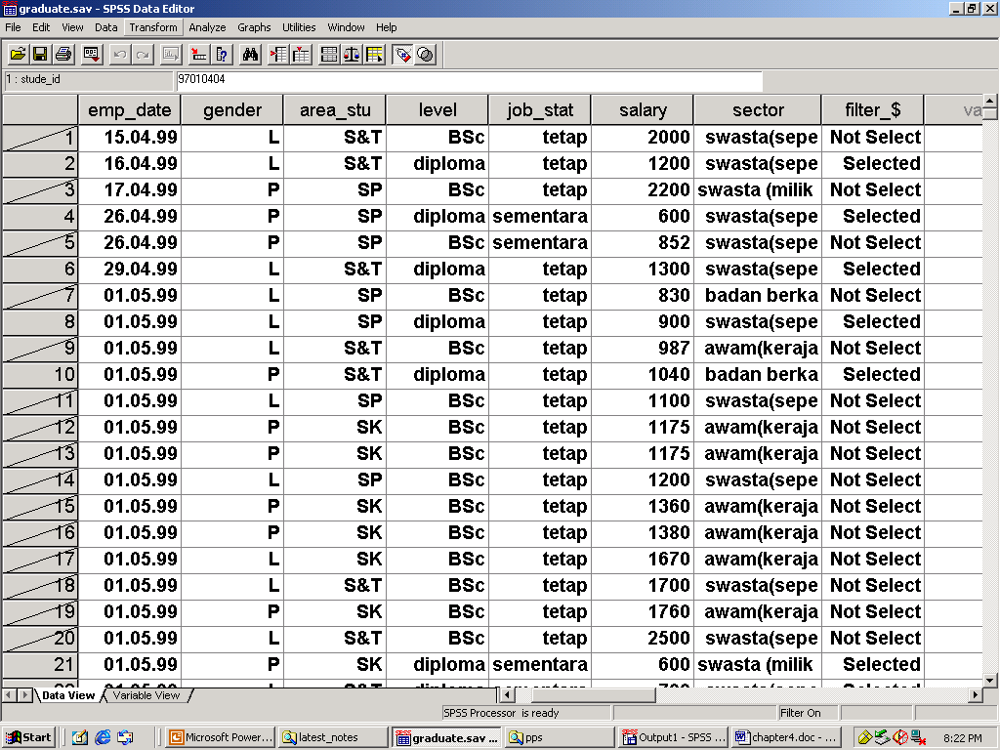 graduate.sav - SPSS Data Editor
File Edit View Data Transform Analyze Graphs Utilities Window Help
1 : stude_id 97010404
emp_date gender area_stu level job_stat salary sector filter_$ va
1 15.04.99 L S&T BSc tetap 2000 swasta(sepe Not Select
2 16.04.99 L S&T diploma tetap 1200 swasta(sepe Selected
3 17.04.99 P SP BSc tetap 2200 swasta (milik Not Select
4 26.04.99 P SP diploma sementara 600 swasta(sepe Selected
5 26.04.99 P SP BSc sementara 852 swasta(sepe Not Select
6 29.04.99 L S&T diploma tetap 1300 swasta(sepe Selected
7 01.05.99 L SP BSc tetap 830 badan berka Not Select
8 01.05.99 L SP diploma tetap 900 swasta(sepe Selected
9 01.05.99 L S&T BSc tetap 987 awam(keraja Not Select
10 01.05.99 P S&T diploma tetap 1040 badan berka Selected
11 01.05.99 L SP BSc tetap 1100 swasta(sepe Not Select
12 01.05.99 P SK BSc tetap 1175 awam(keraja Not Select
13 01.05.99 P SK BSc tetap 1175 awam(keraja Not Select
14 01.05.99 L SP BSc tetap 1200 swasta(sepe Not Select
15 01.05.99 P SK BSc tetap 1360 awam(keraja Not Select
16 01.05.99 P SK BSc tetap 1380 awam(keraja Not Select
17 01.05.99 L SK BSc tetap 1670 awam(keraja Not Select
18 01.05.99 L S&T BSc tetap 1700 swasta(sepe Not Select
19 01.05.99 P SK BSc tetap 1760 awam(keraja Not Select
20 01.05.99 L S&T BSc tetap 2500 swasta(sepe Not Select
21 01.05.99 P SK diploma sementara 600 swasta (milik Selected
Data View Variable View
SPSS Processor is ready Filter On
Start Microsoft Power... latest_notes graduate.sav ... pps Output1 - SPSS ... chapter4.doc - ... 8:22 PM